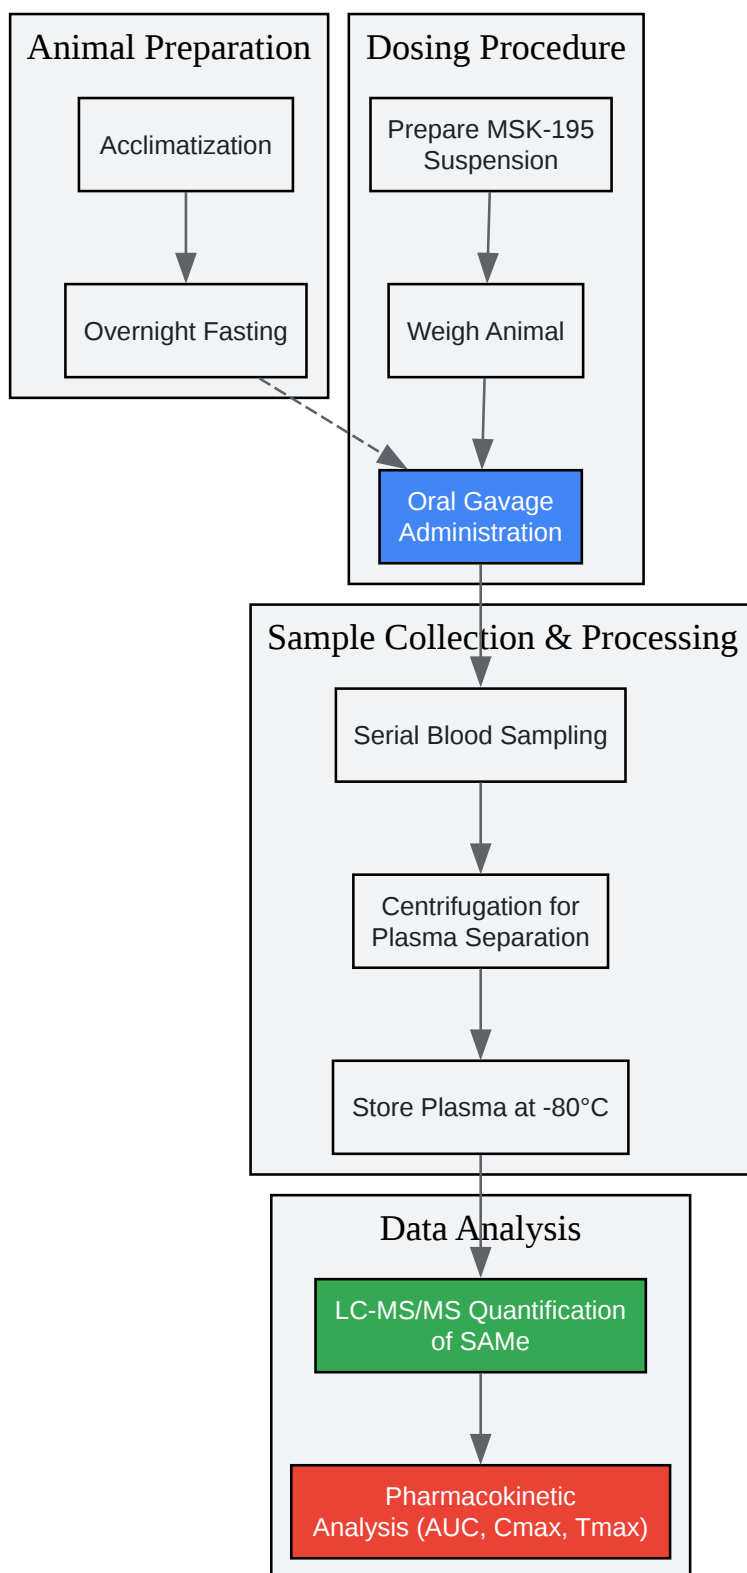 Animal Preparation
Acclimatization
Overnight Fasting
Dosing Procedure
Prepare MSK-195
Suspension
Weigh Animal
Oral Gavage
Administration
Sample Collection & Processing
Serial Blood Sampling
Centrifugation for
Plasma Separation
Store Plasma at -80°C
Data Analysis
LC-MS/MS Quantification
of SAMe
Pharmacokinetic
Analysis (AUC, Cmax, Tmax)